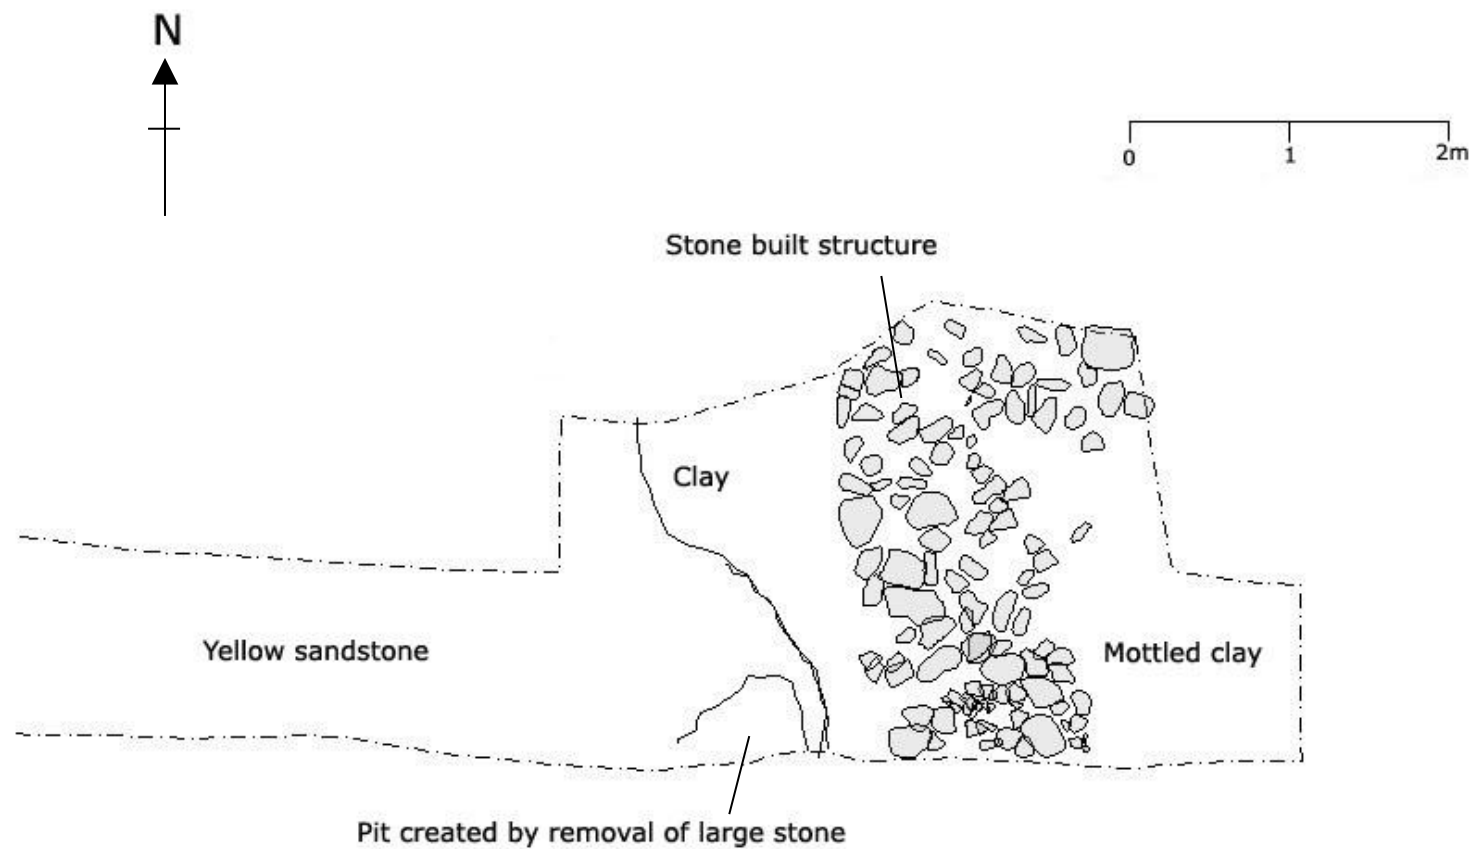 N
0 1 2m
Stone built structure
Clay
Yellow sandstone
Mottled clay
Pit created by removal of large stone